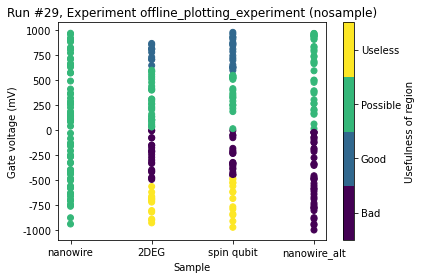 Run #29, Experiment offline_plotting_experiment (nosample)
Gate voltage (mV)
1000
750
500
250
0
-250
-500
-750
-1000
nanowire
2DEG
spin qubit
nanowire_alt
Sample
Useless
Possible
Good
Bad
Usefulness of region